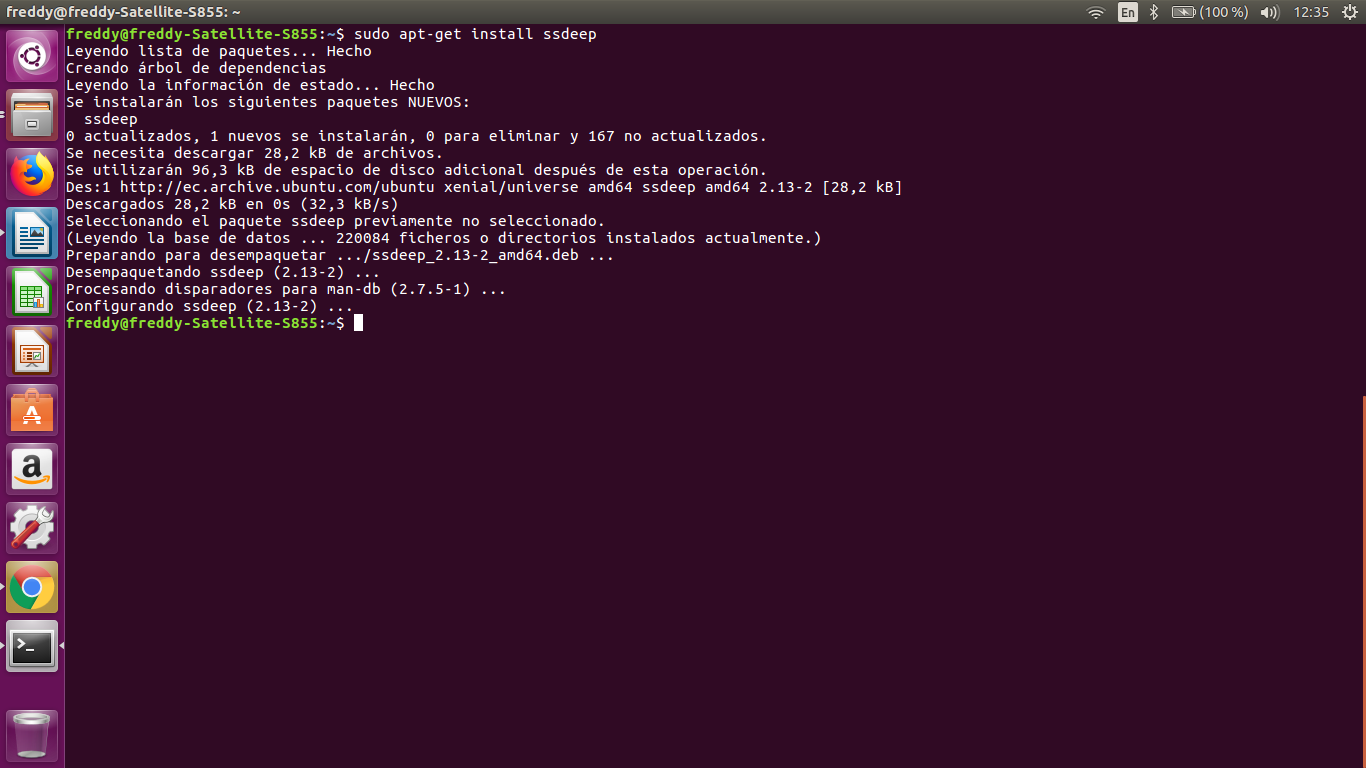 freddy@freddy-Satellite-S855: ~
En
(100 %)
12:35
freddy@freddy-Satellite-S855:~$ sudo apt-get install ssdeep
Leyendo lista de paquetes... Hecho
Creando árbol de dependencias
Leyendo la información de estado... Hecho
Se instalarán los siguientes paquetes NUEVOS:
  ssdeep
0 actualizados, 1 nuevos se instalarán, 0 para eliminar y 167 no actualizados.
Se necesita descargar 28,2 kB de archivos.
Se utilizarán 96,3 kB de espacio de disco adicional después de esta operación.
Des:1 http://ec.archive.ubuntu.com/ubuntu xenial/universe amd64 ssdeep amd64 2.13-2 [28,2 kB]
Descargados 28,2 kB en 0s (32,3 kB/s)
Seleccionando el paquete ssdeep previamente no seleccionado.
(Leyendo la base de datos ... 220084 ficheros o directorios instalados actualmente.)
Preparando para desempaquetar .../ssdeep_2.13-2_amd64.deb ...
Desempaquetando ssdeep (2.13-2) ...
Procesando disparadores para man-db (2.7.5-1) ...
Configurando ssdeep (2.13-2) ...
freddy@freddy-Satellite-S855:~$